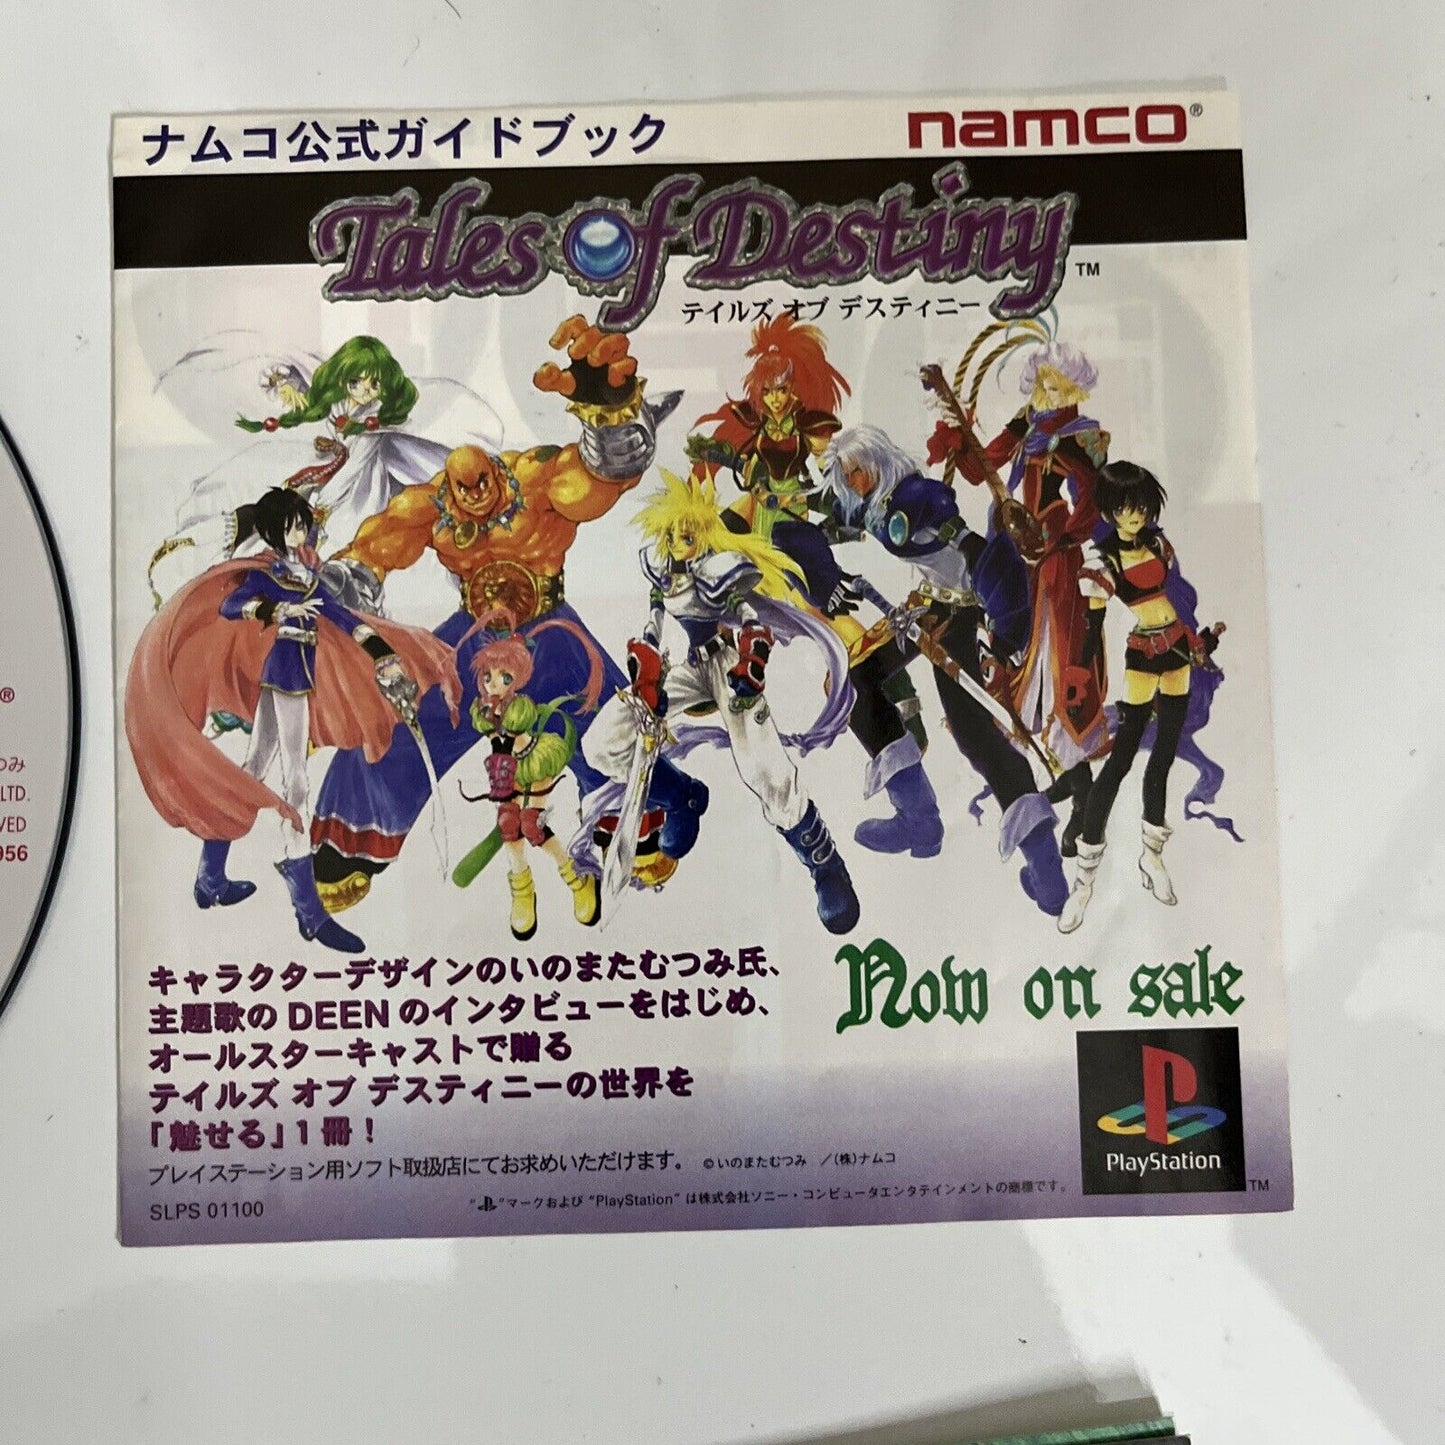 ナムコ公式ガイドブック
namco®
Tales of Destiny™
テイルズ オブ デスティニー
キャラクターデザインのいのまたむつみ氏、
主題歌の DEEN のインタビューをはじめ、
オールスターキャストで贈る
テイルズ オブ デスティニーの世界を
「魅せる」1冊!
Now on sale
プレイステーション用ソフト取扱店にてお求めいただけます。 ©いのまたむつみ /(株)ナムコ
SLPS 01100
" "マークおよび "PlayStation" は株式会社ソニー・コンピュータエンタテインメントの商標です。
PlayStation
TM
®
つみ
LTD.
VED
956